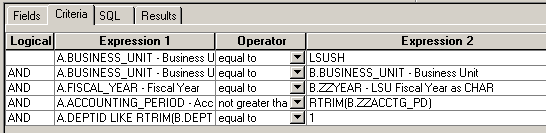 Fields Criteria SQL Results
Logical Expression 1 Operator Expression 2
A.BUSINESS_UNIT - Business U equal to LSUSH
AND A.BUSINESS_UNIT - Business U equal to B.BUSINESS_UNIT - Business Unit
AND A.FISCAL_YEAR - Fiscal Year equal to B.ZZYEAR - LSU Fiscal Year as CHAR
AND A.ACCOUNTING_PERIOD - Acc not greater tha RTRIM(B.ZZACCTG_PD)
AND A.DEPTID LIKE RTRIM(B.DEPT equal to 1